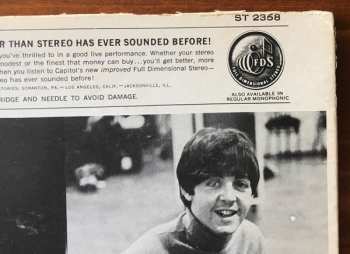 ST 2358
R THAN STEREO HAS EVER SOUNDED BEFORE!
you've thrilled to in a good live performance. Whether your stereo
modest or the finest that money can buy...you'll get better, more
hen you listen to Capitol's new improved Full Dimensional Stereo—
eo has ever sounded before!
TORIES: SCRANTON, PA.—LOS ANGELES, CALIF.—JACKSONVILLE, ILL.
RIDGE AND NEEDLE TO AVOID DAMAGE.
FDS
FULL DIMENSIONAL STEREO
ALSO AVAILABLE IN
REGULAR MONOPHONIC